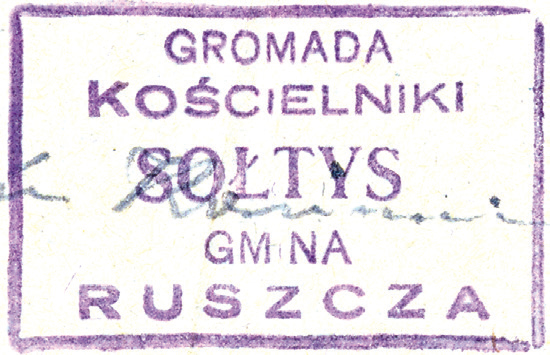 GROMADA
KOŚCIELNIKI
SOŁTYS
GMINA
RUSZCZA